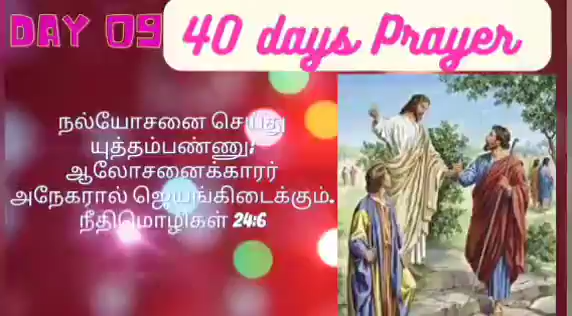 DAY 09
40 days Prayer
நல்யோசனை செய்து
யுத்தம்பண்ணு;
ஆலோசனைக்காரர்
அநேகரால் ஜெயங்கிடைக்கும்.
நீதிமொழிகள் 24:6